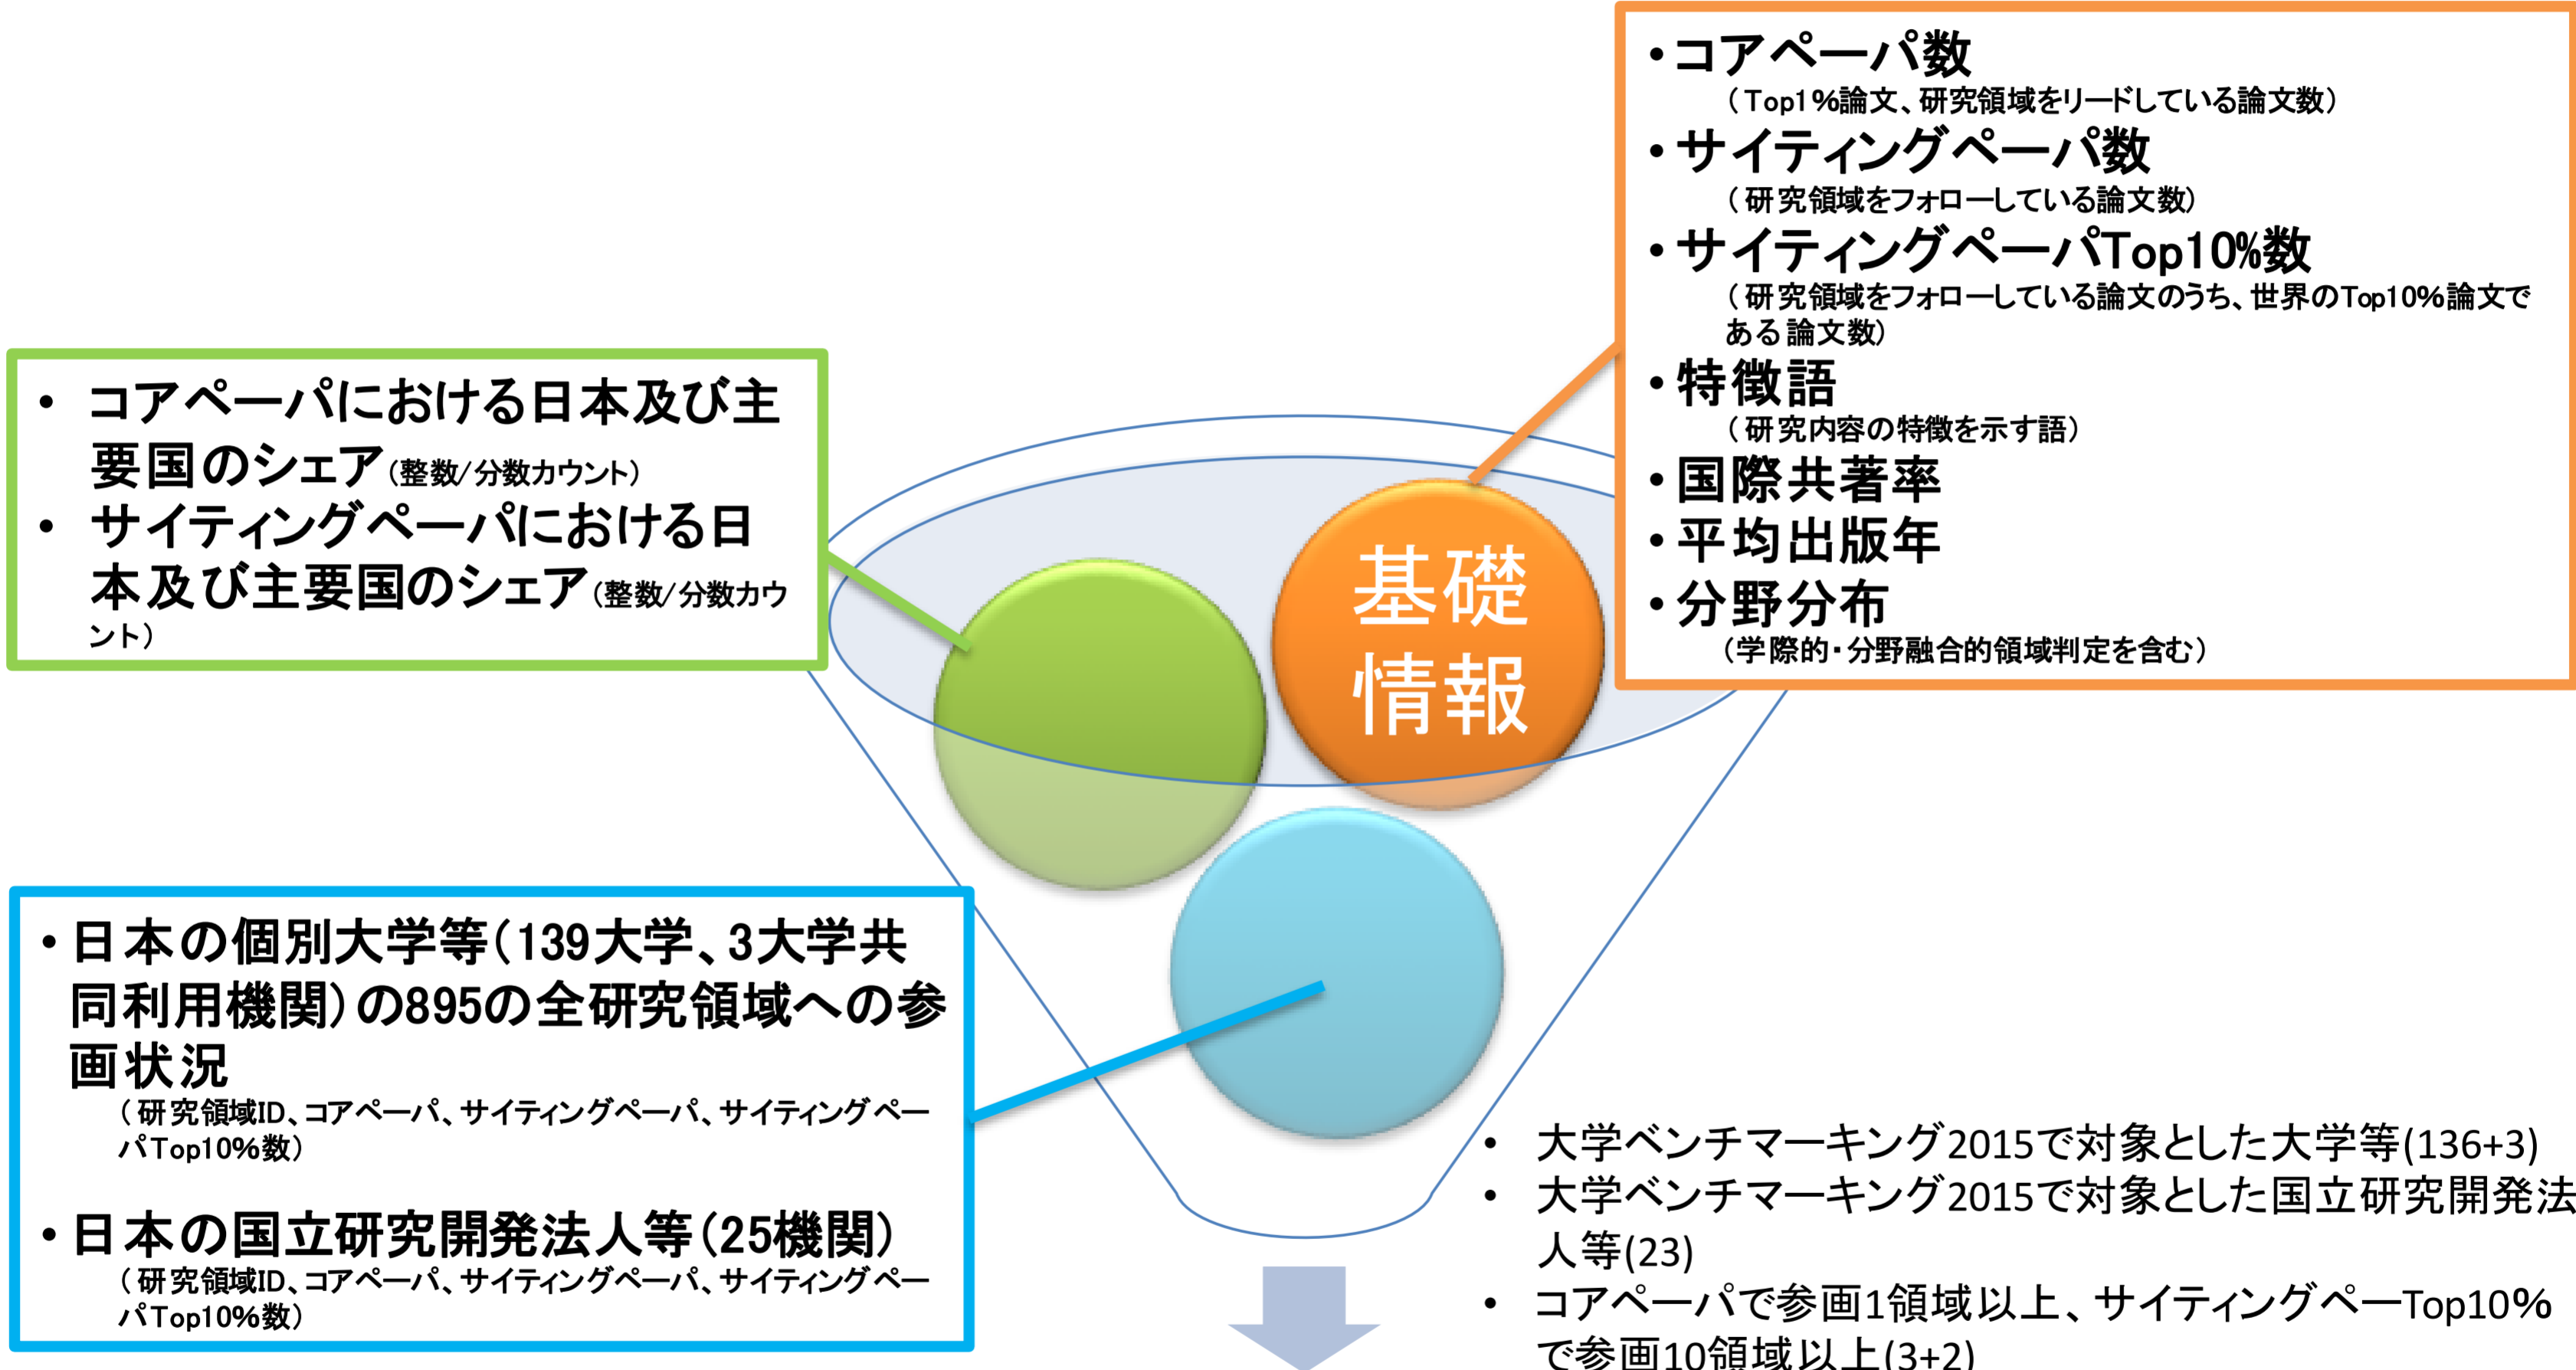 ・コアペーパ数
（Top1%論文、研究領域をリードしている論文数）
・サイティングペーパ数
（研究領域をフォローしている論文数）
・サイティングペーパTop10%数
（研究領域をフォローしている論文のうち、世界のTop10%論文で
ある論文数）
・特徴語
（研究内容の特徴を示す語）
・国際共著率
・平均出版年
・分野分布
（学際的・分野融合的領域判定を含む）
• コアペーパにおける日本及び主
要国のシェア（整数/分数カウント）
• サイティングペーパにおける日
本及び主要国のシェア（整数/分数カウ
ント）
基礎
情報
・日本の個別大学等（139大学、3大学共
同利用機関）の895の全研究領域への参
画状況
（研究領域ID、コアペーパ、サイティングペーパ、サイティングペー
パTop10%数）
・日本の国立研究開発法人等（25機関）
（研究領域ID、コアペーパ、サイティングペーパ、サイティングペー
パTop10%数）
• 大学ベンチマーキング2015で対象とした大学等(136+3)
• 大学ベンチマーキング2015で対象とした国立研究開発法
人等(23)
• コアペーパで参画1領域以上、サイティングペーTop10%
で参画10領域以上(3+2)